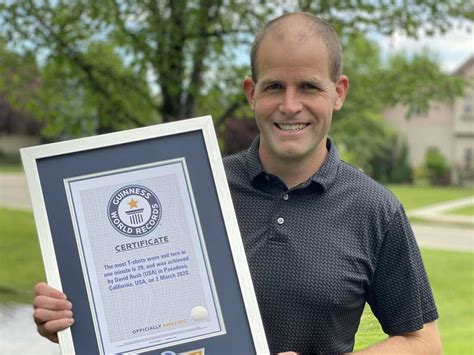 GUINNESS
WORLD
RECORDS
CERTIFICATE
The most T-shirts worn and torn in
one minute is 29, and was achieved
by David Rush (USA) in Pasadena,
California, USA, on 2 March 2020
OFFICIALLY AMAZING